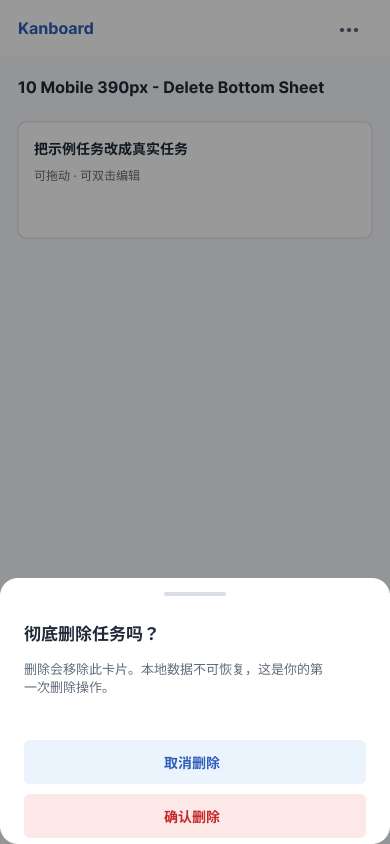 Kanboard
10 Mobile 390px - Delete Bottom Sheet
把示例任务改成真实任务
可拖动 · 可双击编辑
彻底删除任务吗？
删除会移除此卡片。本地数据不可恢复，这是你的第
一次删除操作。
取消删除
确认删除